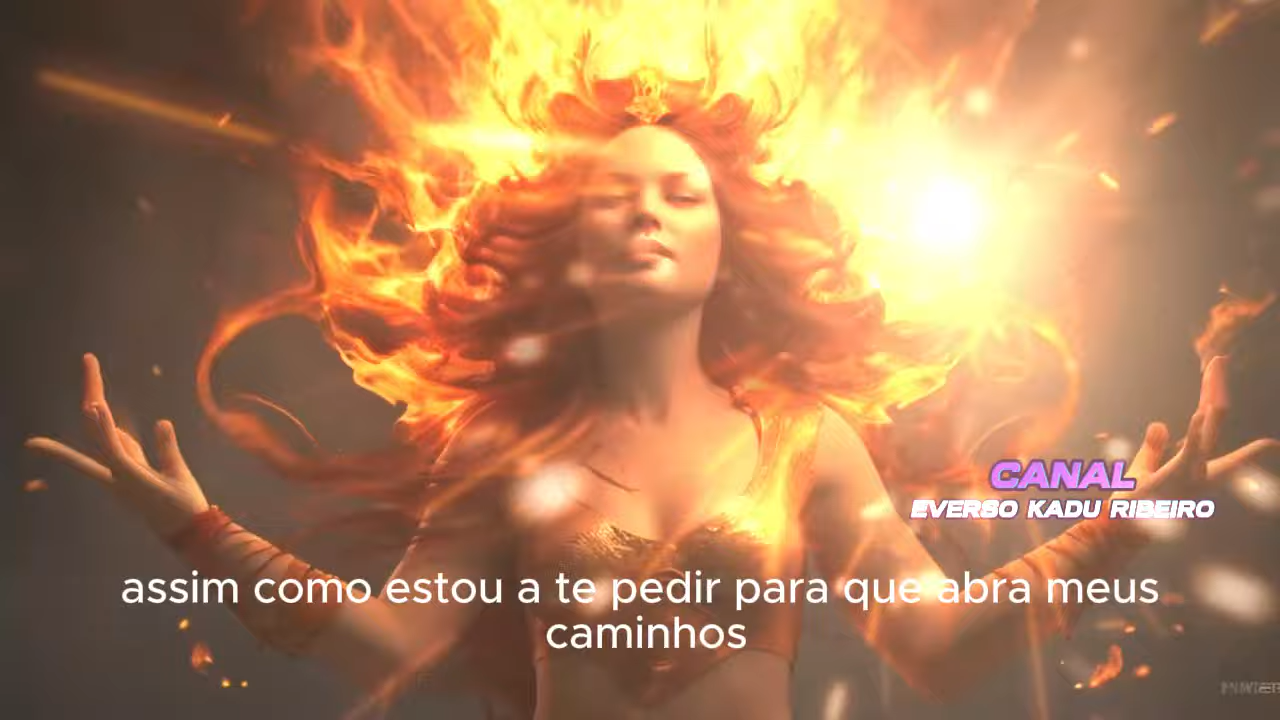 CANAL
EVERSO KADU RIBEIRO
assim como estou a te pedir para que abra meus
caminhos